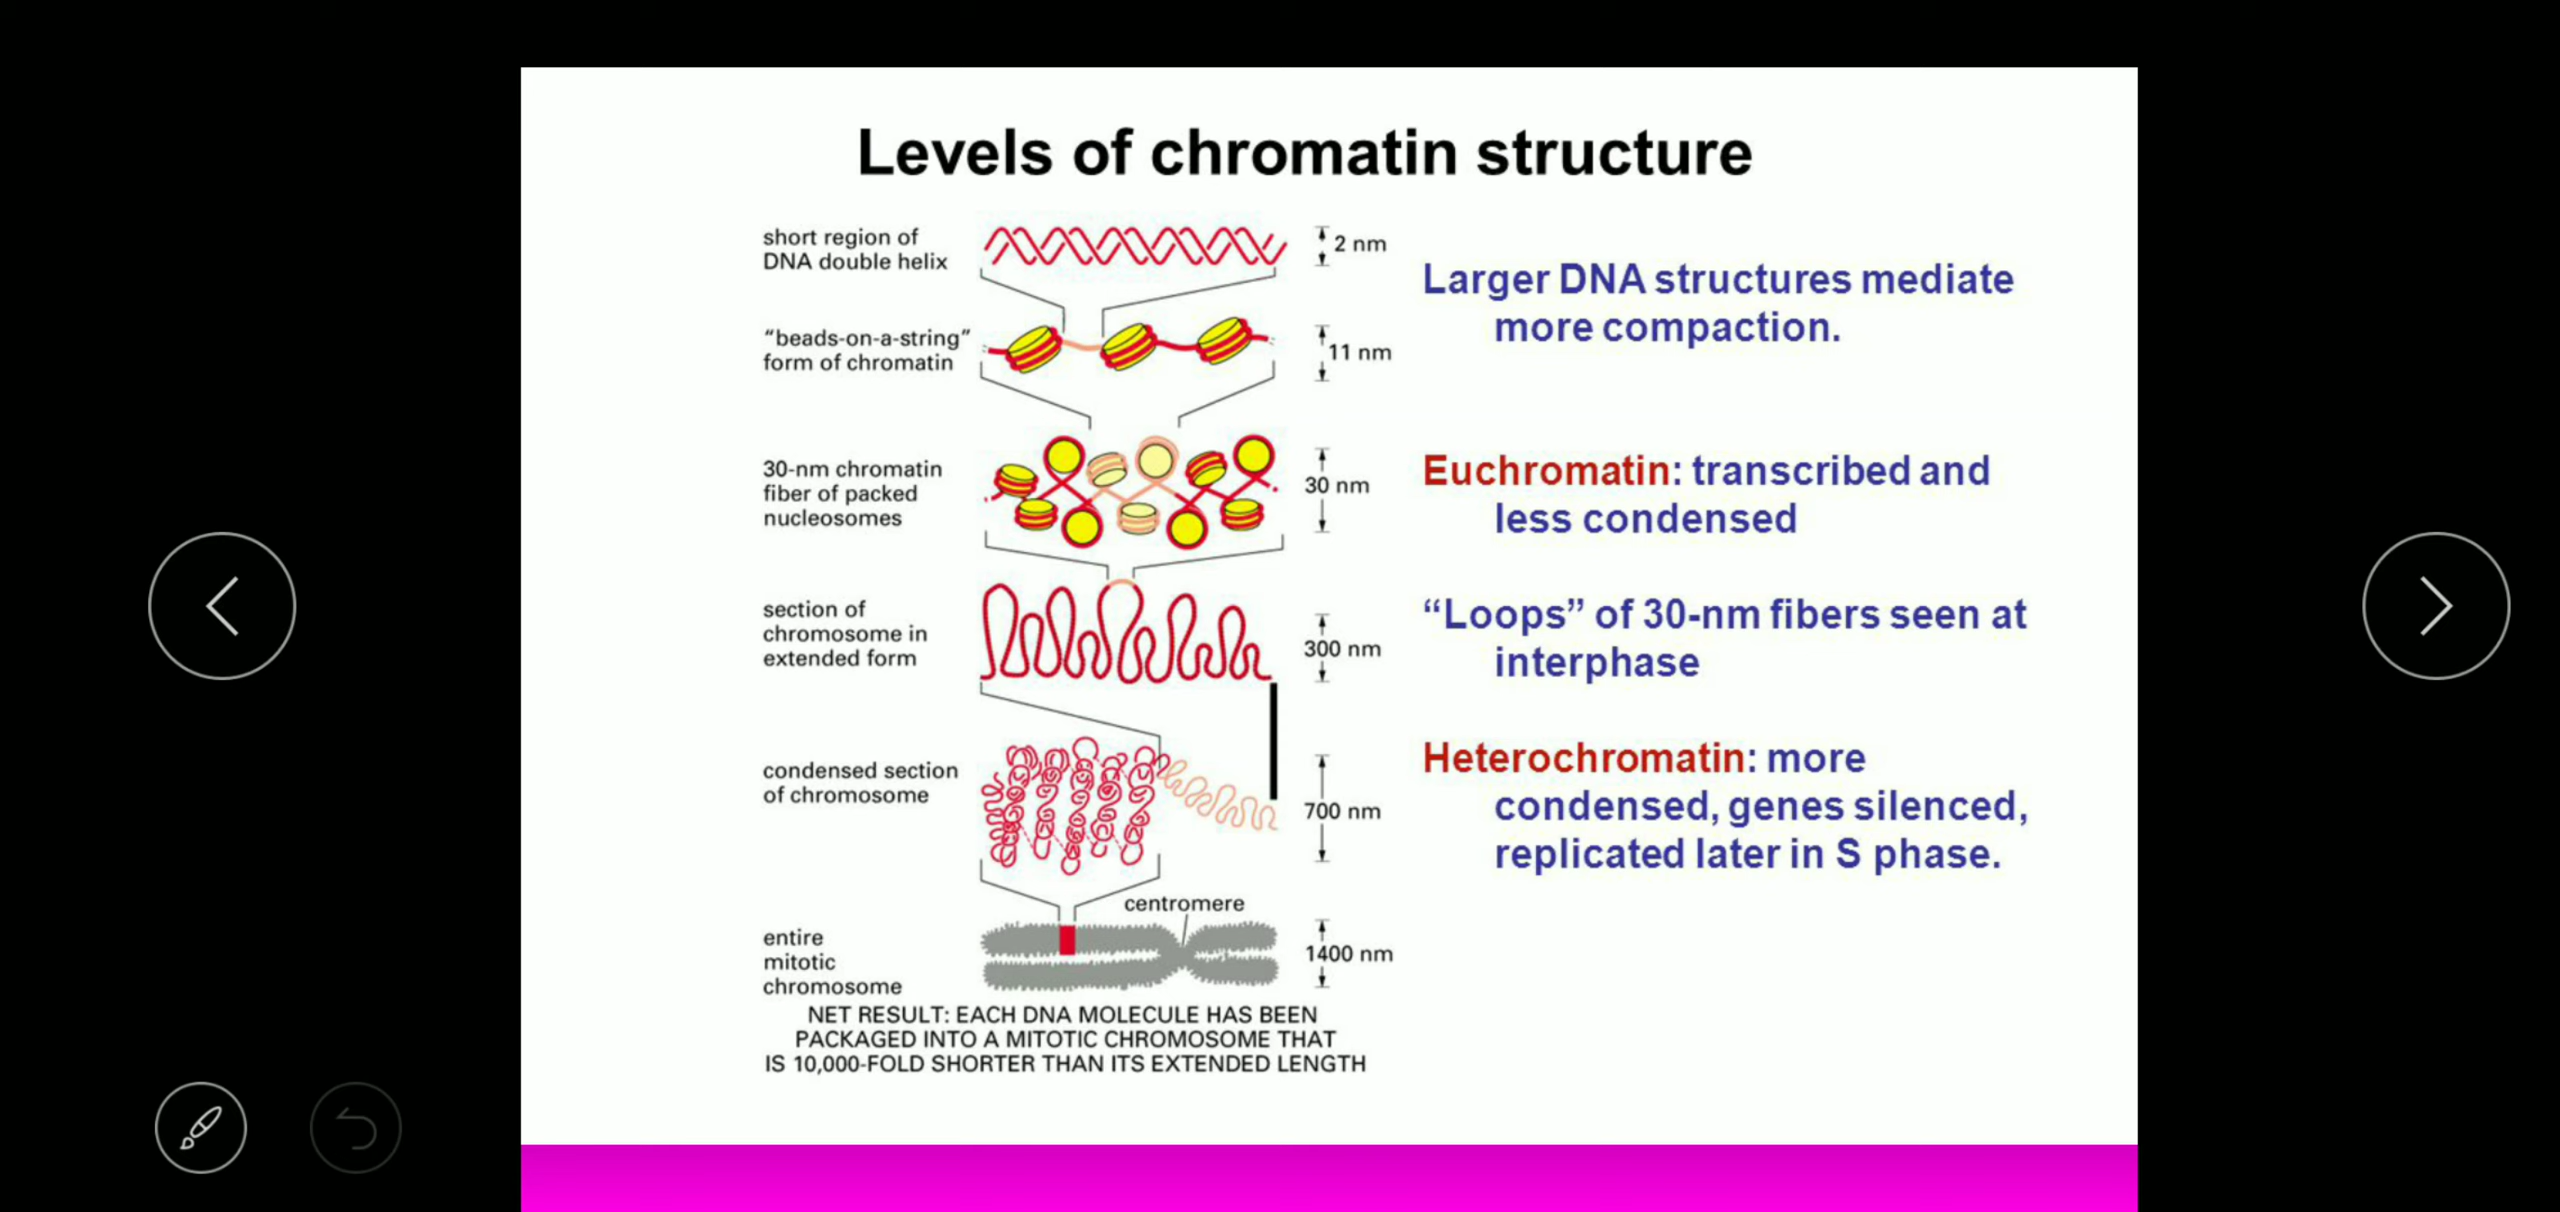 Levels of chromatin structure
short region of
DNA double helix
2 nm
"beads-on-a-string"
form of chromatin
11 nm
30-nm chromatin
fiber of packed
nucleosomes
30 nm
section of
chromosome in
extended form
300 nm
condensed section
of chromosome
700 nm
centromere
entire
mitotic
chromosome
1400 nm
NET RESULT: EACH DNA MOLECULE HAS BEEN
PACKAGED INTO A MITOTIC CHROMOSOME THAT
IS 10,000-FOLD SHORTER THAN ITS EXTENDED LENGTH
Larger DNA structures mediate
more compaction.
Euchromatin: transcribed and
less condensed
“Loops” of 30-nm fibers seen at
interphase
Heterochromatin: more
condensed, genes silenced,
replicated later in S phase.